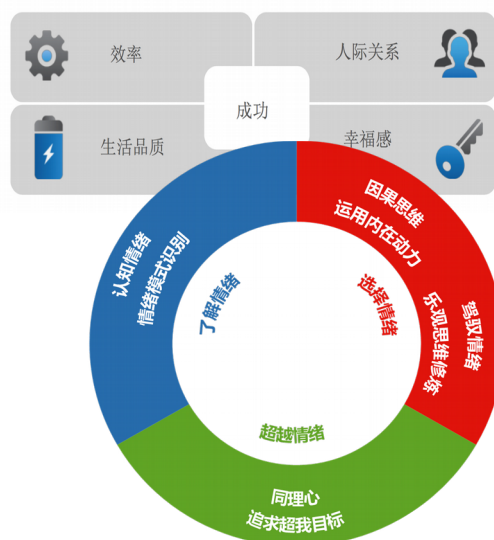 效率
人际关系
成功
生活品质
幸福感
因果思维
运用内在动力
认知情绪
情绪模式识别
了解情绪
选择情绪
驾驭情绪
乐观思维修炼
超越情绪
同理心
追求超我目标